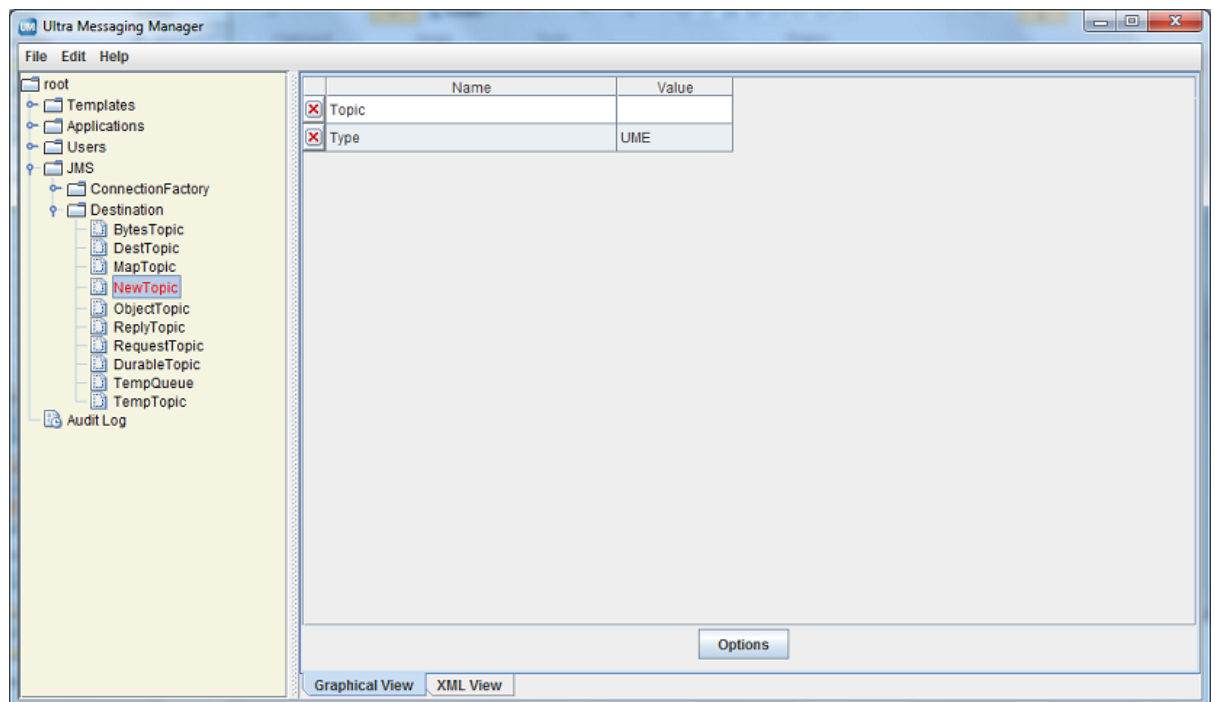 Ultra Messaging Manager
File Edit Help
root
Templates
Applications
Users
JMS
ConnectionFactory
Destination
BytesTopic
DestTopic
MapTopic
NewTopic
ObjectTopic
ReplyTopic
RequestTopic
DurableTopic
TempQueue
TempTopic
Audit Log
Name Value
Topic
Type UME
Options
Graphical View XML View